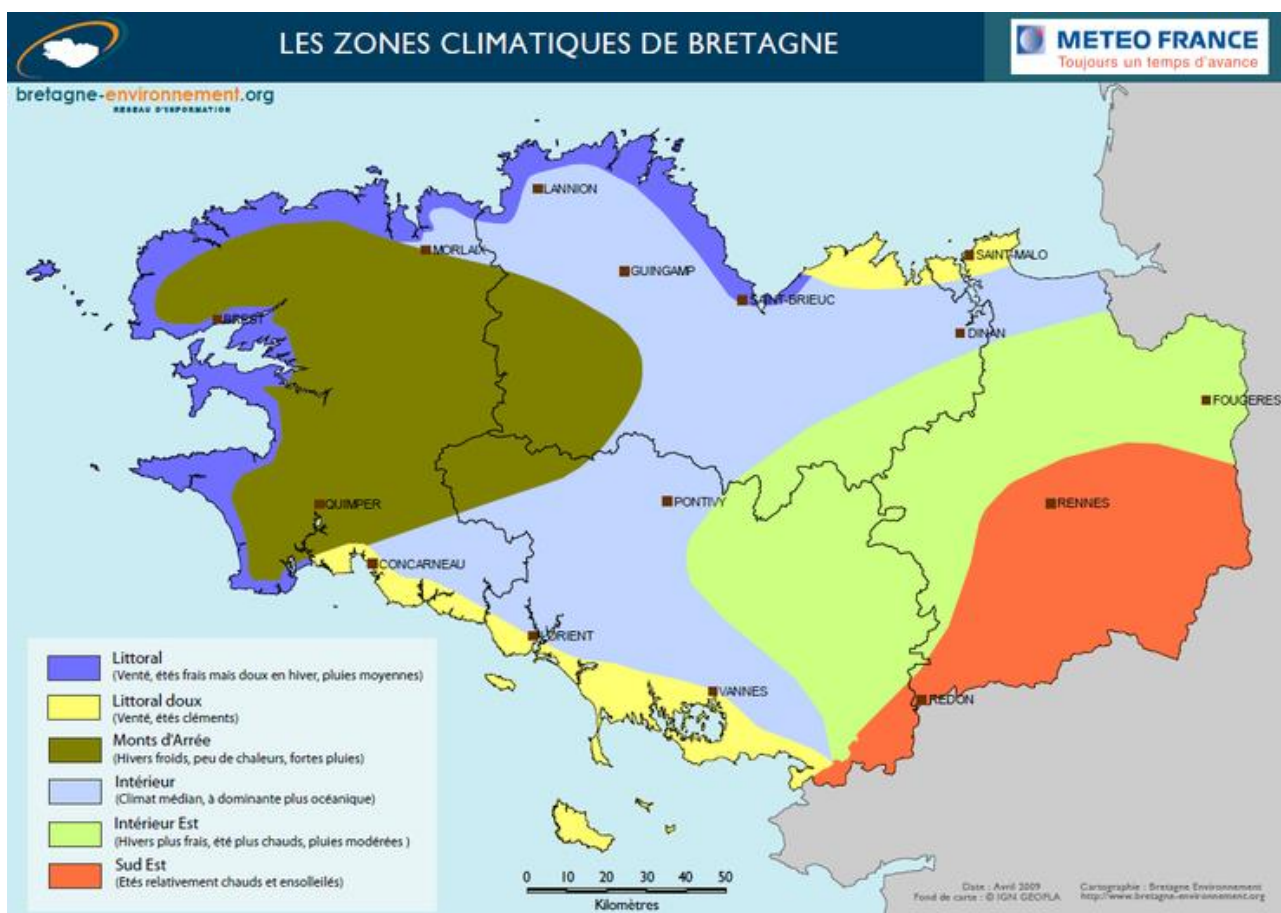 LES ZONES CLIMATIQUES DE BRETAGNE
METEO FRANCE
Toujours un temps d'avance
bretagne-environnement.org
RESEAU D'INFORMATION
LANNION
MORLAIX
GUINGAMP
SAINT-MALO
SAINT-BRIEUC
BREST
DINAN
FOUGERES
QUIMPER
PONTIVY
RENNES
CONCARNEAU
LORIENT
VANNES
REDON
Littoral
(Venté, étés frais mais doux en hiver, pluies moyennes)
Littoral doux
(Venté, étés cléments)
Monts d'Arrée
(Hivers froids, peu de chaleurs, fortes pluies)
Intérieur
(Climat médian, à dominante plus océanique)
Intérieur Est
(Hivers plus frais, été plus chauds, pluies modérées )
Sud Est
(Etés relativement chauds et ensolleilés)
0 10 20 30 40 50
Kilomètres
Date : Avril 2009
Fond de carte : © IGN GEOFLA
Cartographie : Bretagne Environnement
http://www.bretagne-environnement.org